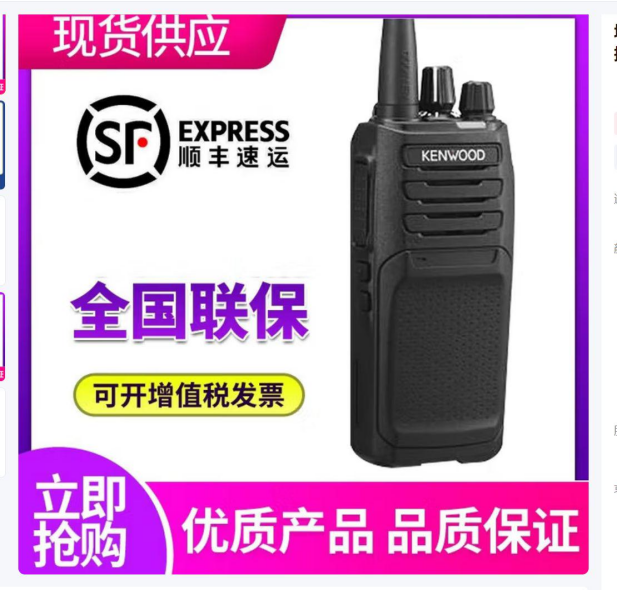 现货供应
SF EXPRESS
顺丰速运
KENWOOD
全国联保
可开增值税发票
立即
抢购
优质产品 品质保证